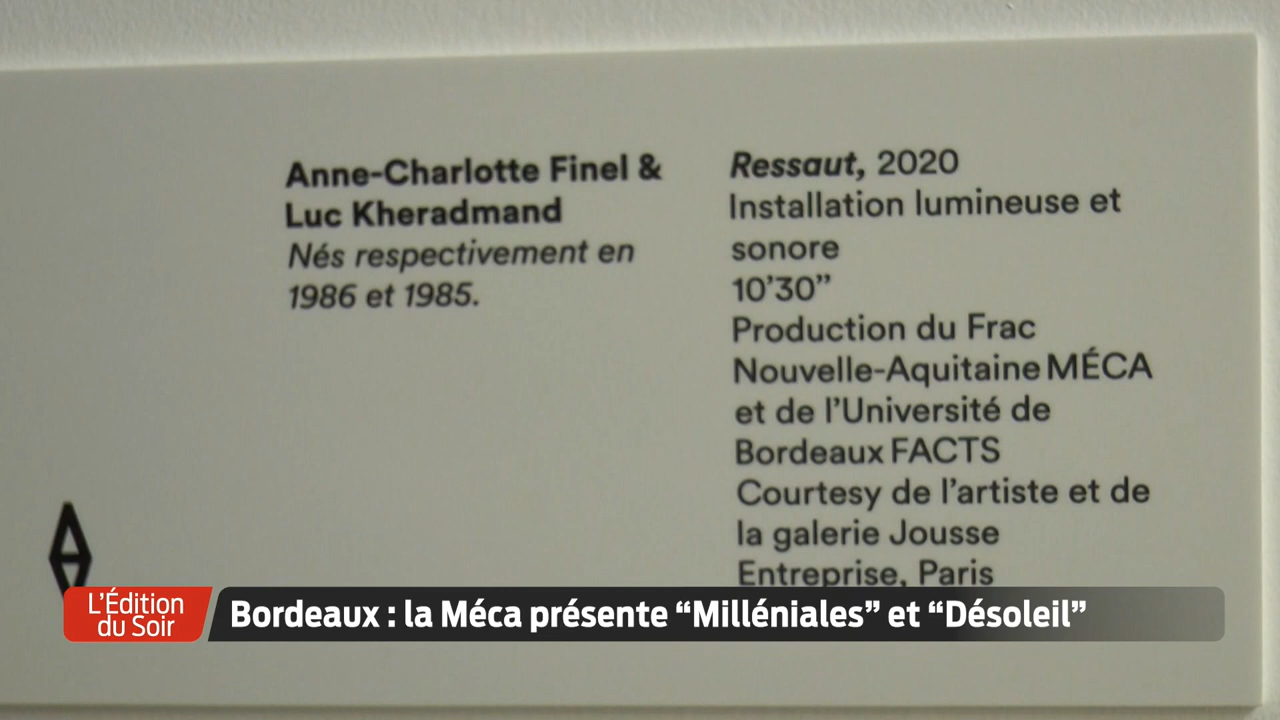 Anne-Charlotte Finel &
Luc Kheradmand
Nés respectivement en
1986 et 1985.
Ressaut, 2020
Installation lumineuse et
sonore
10’30”
Production du Frac
Nouvelle-Aquitaine MÉCA
et de l’Université de
Bordeaux FACTS
Courtesy de l’artiste et de
la galerie Jousse
Entreprise, Paris
L’Édition
du Soir
Bordeaux : la Méca présente “Milléniales” et “Désoleil”